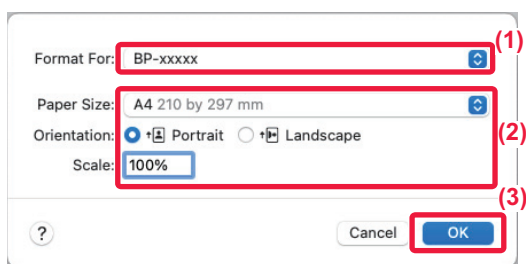 (1)
Format For: BP-xxxxx
Paper Size: A4 210 by 297 mm
Orientation: Portrait Landscape
(2)
Scale: 100%
(3)
? Cancel OK